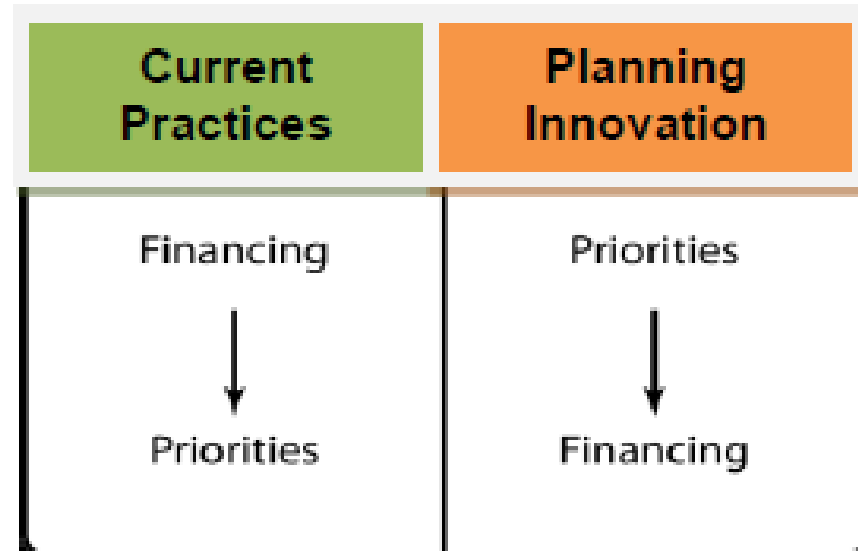 Current
Practices
Planning
Innovation
Financing
Priorities
Priorities
Financing